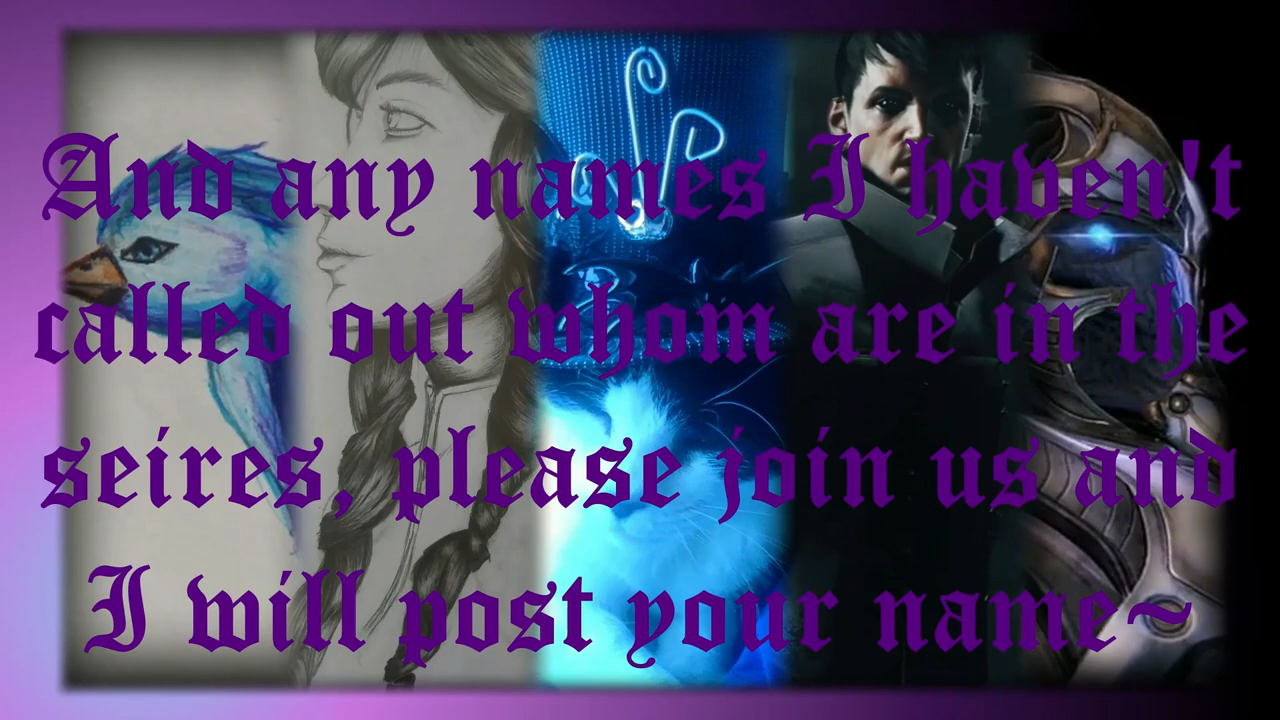 And any names I haven't
called out whom are in the
seires, please join us and
I will post your name~